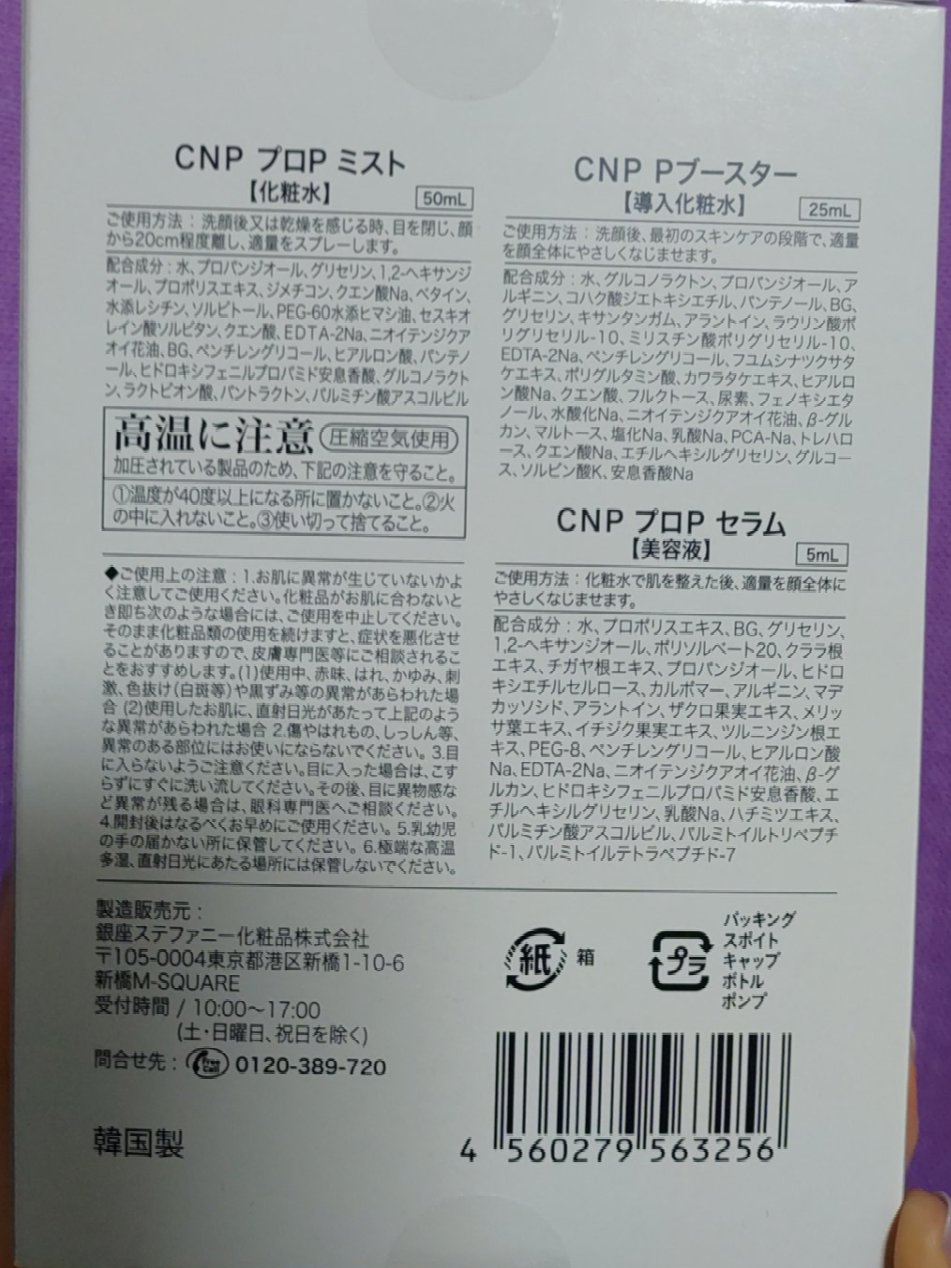 CNP プロP ミスト
【化粧水】
50mL
ご使用方法：洗顔後又は乾燥を感じる時、目を閉じ、顔
から20cm程度離し、適量をスプレーします。
配合成分：水、プロパンジオール、グリセリン、1,2-ヘキサンジ
オール、プロポリスエキス、ジメチコン、クエン酸Na、ベタイン、
水添レシチン、ソルビトール、PEG-60水添ヒマシ油、セスキオ
レイン酸ソルビタン、クエン酸、EDTA-2Na、ニオイテンジクア
オイ花油、BG、ペンチレングリコール、ヒアルロン酸、パンテノ
ール、ヒドロキシフェニルプロパミド安息香酸、グルコノラクト
ン、ラクトビオン酸、パントラクトン、パルミチン酸アスコルビル
高温に注意
圧縮空気使用
加圧されている製品のため、下記の注意を守ること。
①温度が40度以上になる所に置かないこと。②火
の中に入れないこと。③使い切って捨てること。
◆ご使用上の注意：1.お肌に異常が生じていないかよ
く注意してご使用ください。化粧品がお肌に合わないと
き即ち次のような場合には、ご使用を中止してください。
そのまま化粧品類の使用を続けますと、症状を悪化させ
ることがありますので、皮膚専門医等にご相談されるこ
とをおすすめします。(1)使用中、赤味、はれ、かゆみ、刺
激、色抜け(白斑等)や黒ずみ等の異常があらわれた場
合 (2)使用したお肌に、直射日光があたって上記のよう
な異常があらわれた場合 2.傷やはれもの、しっしん等、
異常のある部位にはお使いにならないでください。 3.目
に入らないようご注意ください。目に入った場合は、こす
らずにすぐに洗い流してください。その後、目に異物感な
ど異常が残る場合は、眼科専門医へご相談ください。
4.開封後はなるべくお早めにご使用ください。 5.乳幼児
の手の届かない所に保管してください。 6.極端な高温
多湿、直射日光にあたる場所には保管しないでください。
CNP Pブースター
【導入化粧水】
25mL
ご使用方法：洗顔後、最初のスキンケアの段階で、適量
を顔全体にやさしくなじませます。
配合成分：水、グルコノラクトン、プロパンジオール、ア
ルギニン、コハク酸ジエトキシエチル、パンテノール、BG、
グリセリン、キサンタンガム、アラントイン、ラウリン酸ポ
リグリセリル-10、ミリスチン酸ポリグリセリル-10、
EDTA-2Na、ペンチレングリコール、フユムシナツクサタ
ケエキス、ポリグルタミン酸、カワラタケエキス、ヒアルロ
ン酸Na、クエン酸、フルクトース、尿素、フェノキシエタ
ノール、水酸化Na、ニオイテンジクアオイ花油、β-グル
カン、マルトース、塩化Na、乳酸Na、PCA-Na、トレハロ
ース、クエン酸Na、エチルヘキシルグリセリン、グルコー
ス、ソルビン酸K、安息香酸Na
CNP プロP セラム
【美容液】
5mL
ご使用方法：化粧水で肌を整えた後、適量を顔全体に
やさしくなじませます。
配合成分：水、プロポリスエキス、BG、グリセリン、
1,2-ヘキサンジオール、ポリソルベート20、クララ根
エキス、チガヤ根エキス、プロパンジオール、ヒドロ
キシエチルセルロース、カルボマー、アルギニン、マデ
カッソシド、アラントイン、ザクロ果実エキス、メリッ
サ葉エキス、イチジク果実エキス、ツルニンジン根エ
キス、PEG-8、ペンチレングリコール、ヒアルロン酸
Na、EDTA-2Na、ニオイテンジクアオイ花油、β-グ
ルカン、ヒドロキシフェニルプロパミド安息香酸、エ
チルヘキシルグリセリン、乳酸Na、ハチミツエキス、
パルミチン酸アスコルビル、パルミトイルトリペプチ
ド-1、パルミトイルテトラペプチド-7
製造販売元：
銀座ステファニー化粧品株式会社
〒105-0004東京都港区新橋1-10-6
新橋M-SQUARE
受付時間 / 10:00～17:00
(土・日曜日、祝日を除く)
問合せ先： Free Call 0120-389-720
韓国製
紙 箱
プラ
パッキング
スポイト
キャップ
ボトル
ポンプ
4 560279 563256